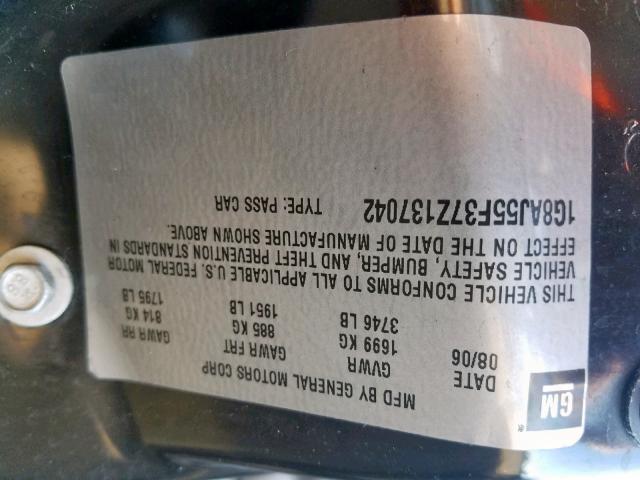 GM
MFD BY GENERAL MOTORS CORP
DATE GVWR GAWR FRT GAWR RR
08/06 1699 KG 885 KG 814 KG
3746 LB 1951 LB 1795 LB
THIS VEHICLE CONFORMS TO ALL APPLICABLE U.S. FEDERAL MOTOR
VEHICLE SAFETY, BUMPER, AND THEFT PREVENTION STANDARDS IN
EFFECT ON THE DATE OF MANUFACTURE SHOWN ABOVE.
1G8AJ55F37Z137042 TYPE: PASS CAR